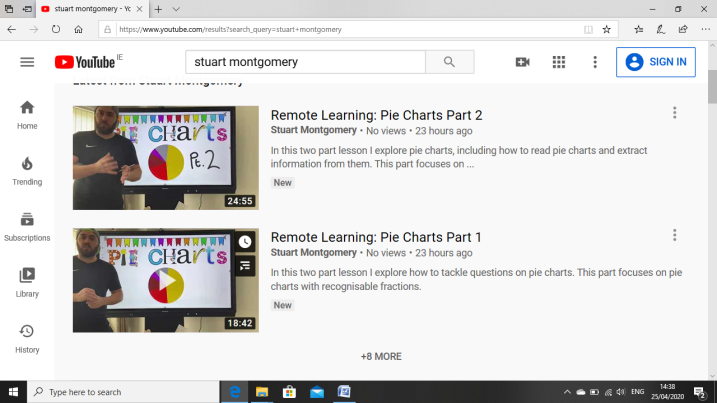 stuart montgomery - Yo
https://www.youtube.com/results?search_query=stuart+montgomery
YouTube IE
stuart montgomery
SIGN IN
Latest from Stuart Montgomery
Home
Trending
Subscriptions
Library
History
PIE CHarts
Pt.2
24:55
Remote Learning: Pie Charts Part 2
Stuart Montgomery • No views • 23 hours ago
In this two part lesson I explore pie charts, including how to read pie charts and extract
information from them. This part focuses on ...
New
PIE CHarts
18:42
Remote Learning: Pie Charts Part 1
Stuart Montgomery • No views • 23 hours ago
In this two part lesson I explore how to tackle questions on pie charts. This part focuses on pie
charts with recognisable fractions.
New
+8 MORE
Type here to search
ENG
14:38
25/04/2020
2